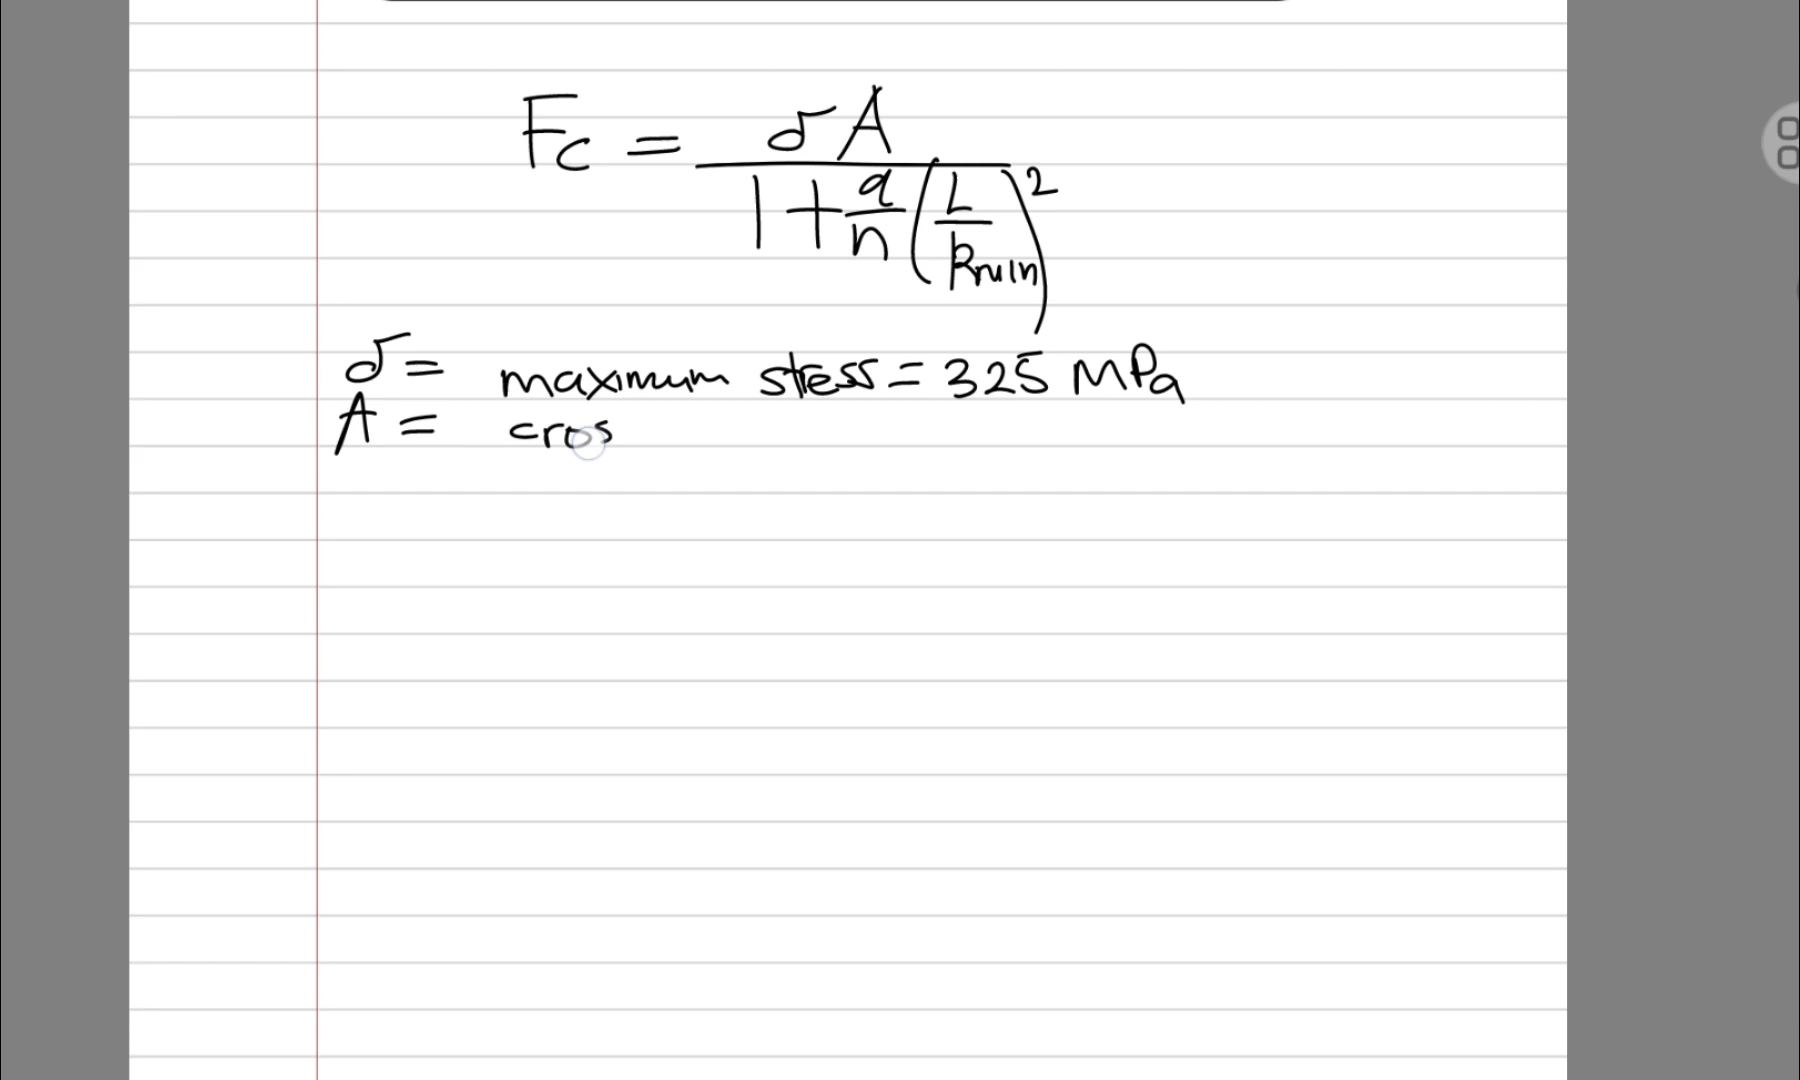 Fc = σA / 1 + a/n (L/kmin)²
σ = maximum stress = 325 MPa
A = cros